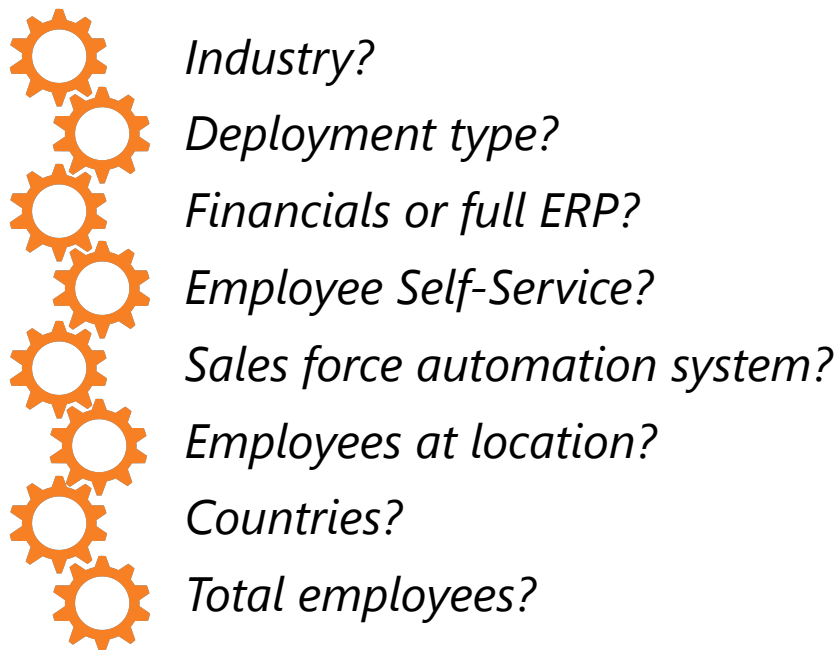 Industry?
Deployment type?
Financials or full ERP?
Employee Self-Service?
Sales force automation system?
Employees at location?
Countries?
Total employees?